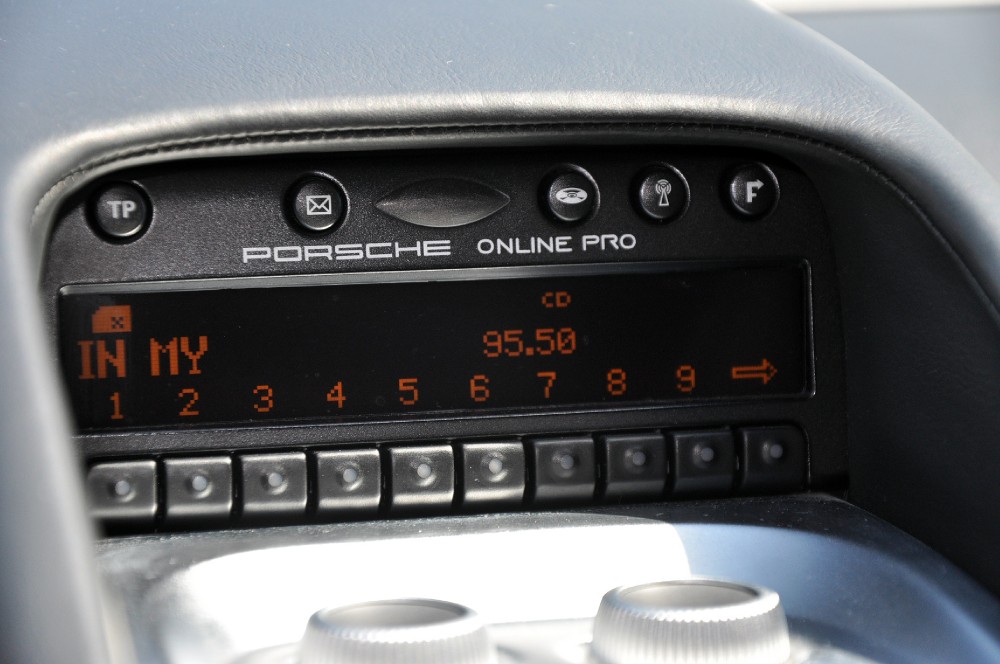 TP
F
PORSCHE ONLINE PRO
CD
x
IN MY 95.50
1 2 3 4 5 6 7 8 9